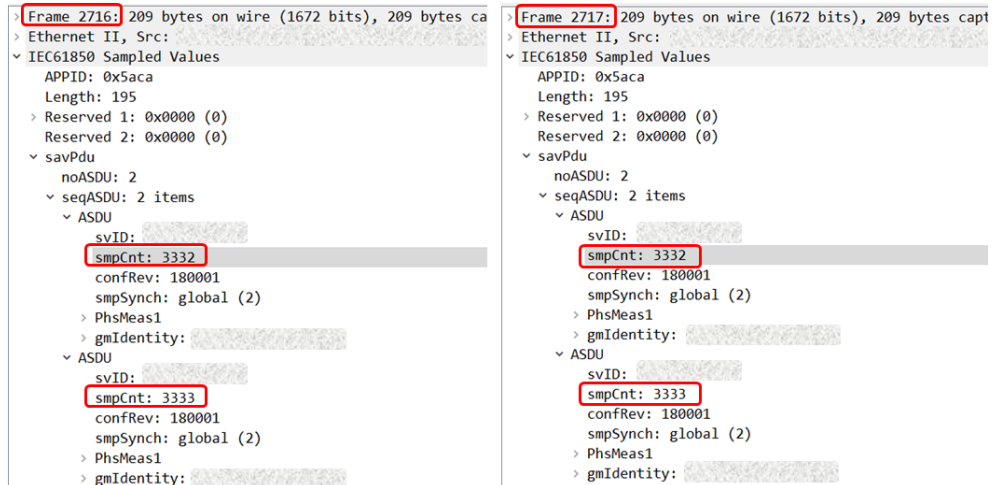 Frame 2716: 209 bytes on wire (1672 bits), 209 bytes ca
Ethernet II, Src:
IEC61850 Sampled Values
APPID: 0x5aca
Length: 195
Reserved 1: 0x0000 (0)
Reserved 2: 0x0000 (0)
savPdu
noASDU: 2
seqASDU: 2 items
ASDU
svID:
smpCnt: 3332
confRev: 180001
smpSynch: global (2)
PhsMeas1
gmIdentity:
ASDU
svID:
smpCnt: 3333
confRev: 180001
smpSynch: global (2)
PhsMeas1
gmIdentity:
Frame 2717: 209 bytes on wire (1672 bits), 209 bytes capt
Ethernet II, Src:
IEC61850 Sampled Values
APPID: 0x5aca
Length: 195
Reserved 1: 0x0000 (0)
Reserved 2: 0x0000 (0)
savPdu
noASDU: 2
seqASDU: 2 items
ASDU
svID:
smpCnt: 3332
confRev: 180001
smpSynch: global (2)
PhsMeas1
gmIdentity:
ASDU
svID:
smpCnt: 3333
confRev: 180001
smpSynch: global (2)
PhsMeas1
gmIdentity: